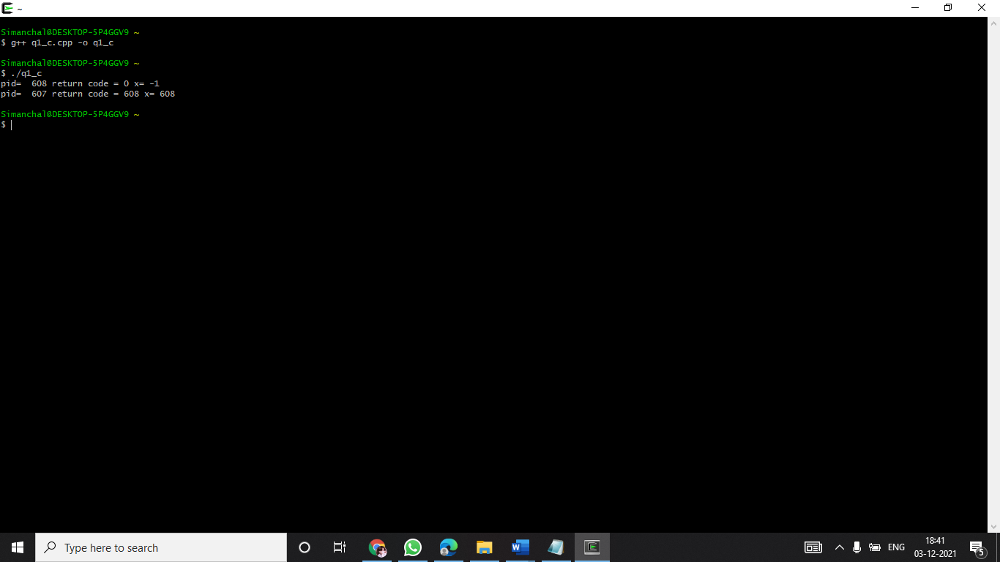 ~
Simanchal@DESKTOP-5P4GGV9 ~
$ g++ q1_c.cpp -o q1_c
Simanchal@DESKTOP-5P4GGV9 ~
$ ./q1_c
pid=  608 return code = 0 x= -1
pid=  607 return code = 608 x= 608
Simanchal@DESKTOP-5P4GGV9 ~
$
Type here to search
ENG
18:41
03-12-2021
5